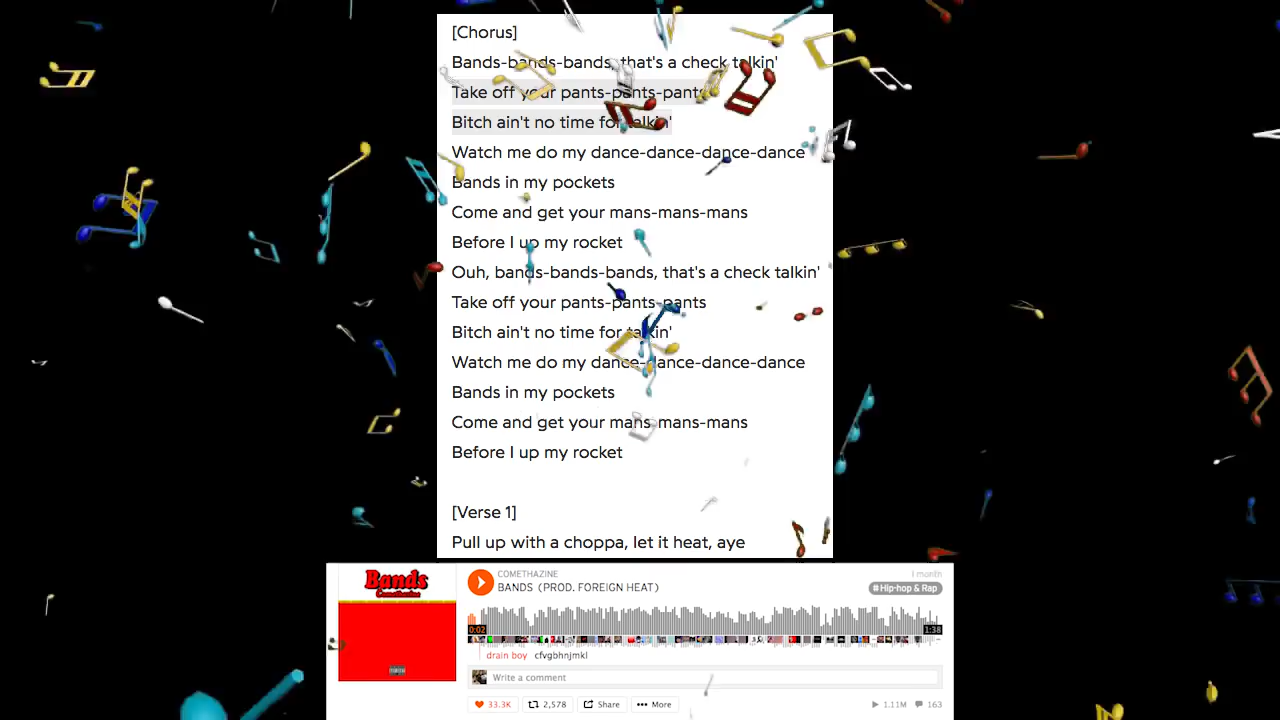 [Chorus]
Bands-bands-bands, that's a check talkin'
Take off your pants-pants-pants
Bitch ain't no time for talkin'
Watch me do my dance-dance-dance-dance
Bands in my pockets
Come and get your mans-mans-mans
Before I up my rocket
Ouh, bands-bands-bands, that's a check talkin'
Take off your pants-pants-pants
Bitch ain't no time for talkin'
Watch me do my dance-dance-dance-dance
Bands in my pockets
Come and get your mans-mans-mans
Before I up my rocket
[Verse 1]
Pull up with a choppa, let it heat, aye
Bands
Comethazine
COMETHAZINE
1 month
BANDS (PROD. FOREIGN HEAT)
# Hip-hop & Rap
0:02
1:38
drain boy cfvgbhnjmkl
Write a comment
33.3K 2,578 Share ••• More
1.11M 163